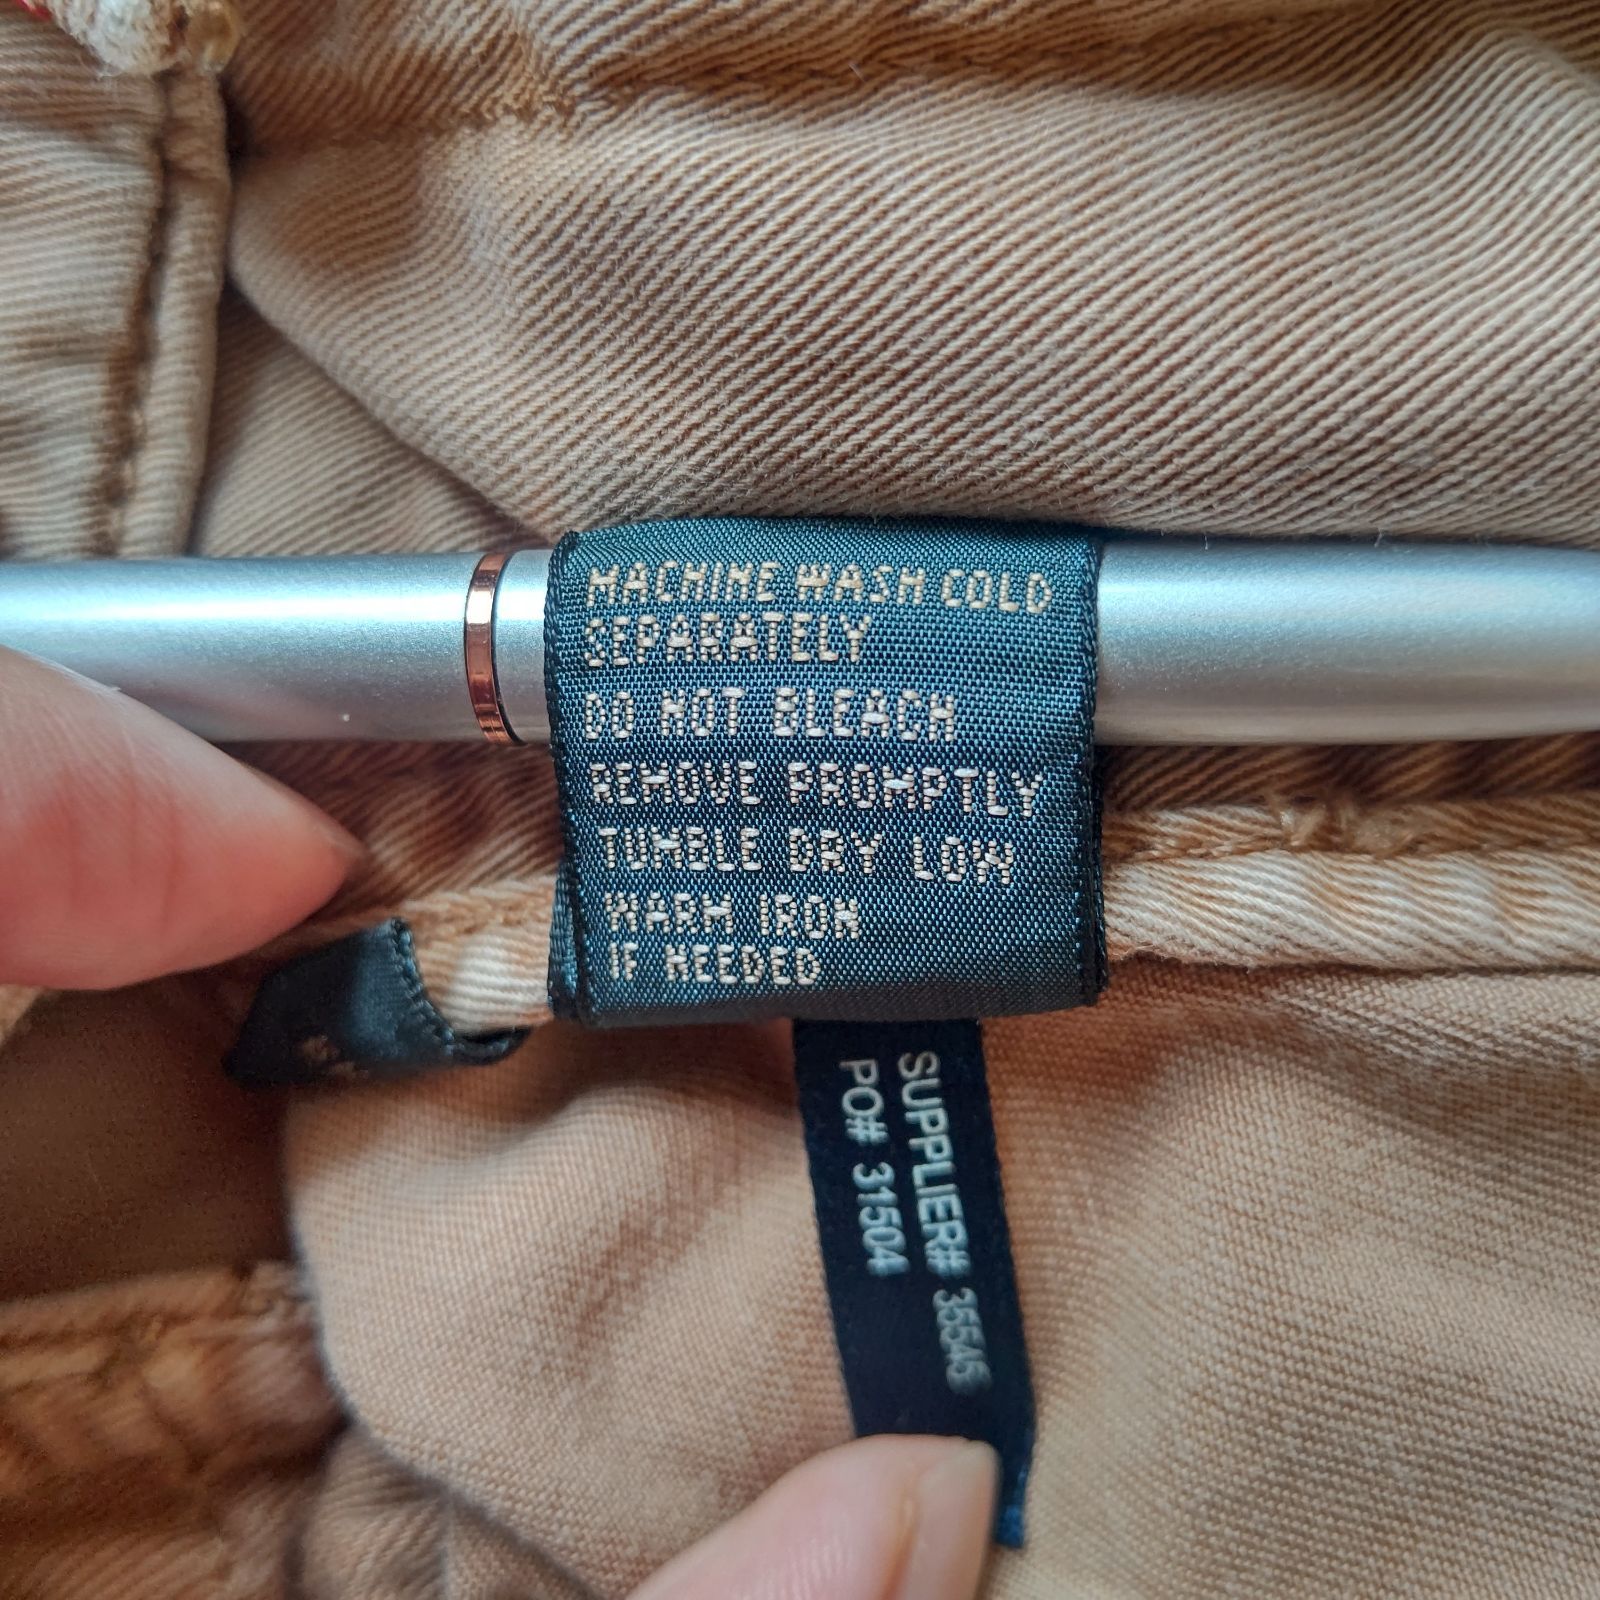 MACHINE WASH COLD
SEPARATELY
DO NOT BLEACH
REMOVE PROMPTLY
TUMBLE DRY LOW
WARM IRON
IF NEEDED
SUPPLIER# 35546
PO# 31504